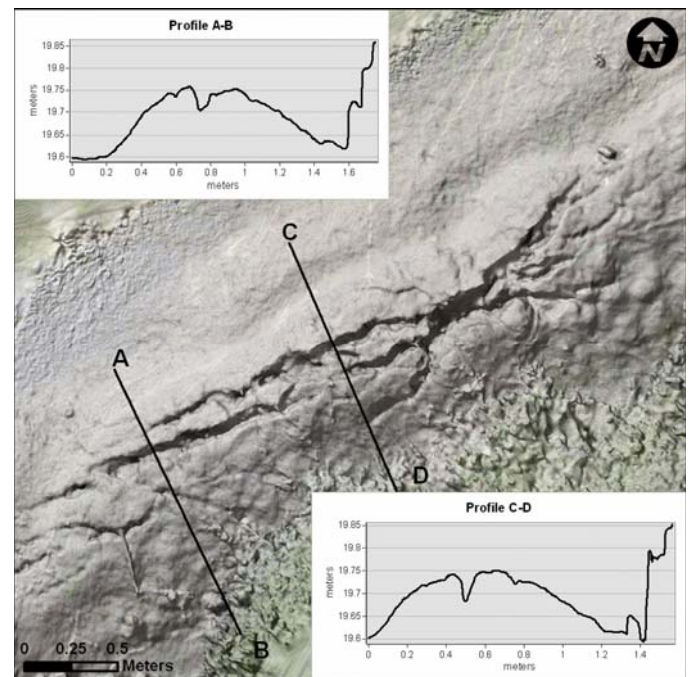 Profile A-B
19.85
19.8
19.75
19.7
19.65
19.6
meters
0 0.2 0.4 0.6 0.8 1.0 1.2 1.4 1.6
meters
N
C
A
D
B
Profile C-D
19.85
19.8
19.75
19.7
19.65
19.6
meters
0 0.2 0.4 0.6 0.8 1.0 1.2 1.4
meters
0 0.25 0.5
Meters